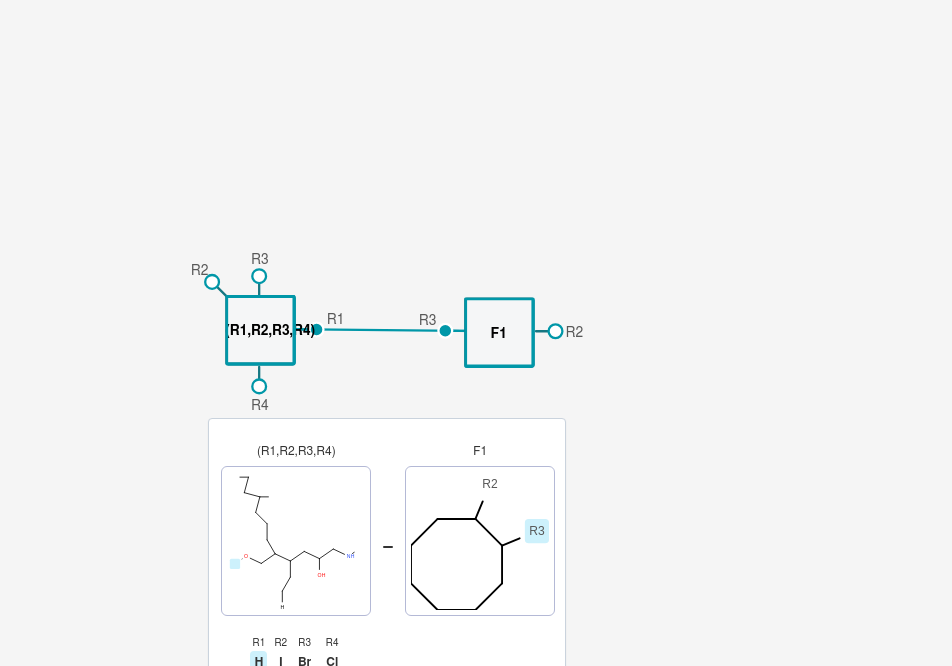 R3
R2
R1
R3
(R1,R2,R3,R4)
F1
R2
R4
(R1,R2,R3,R4)
F1
R2
R3
O
NH
OH
H
R1 R2 R3 R4
H I Br Cl